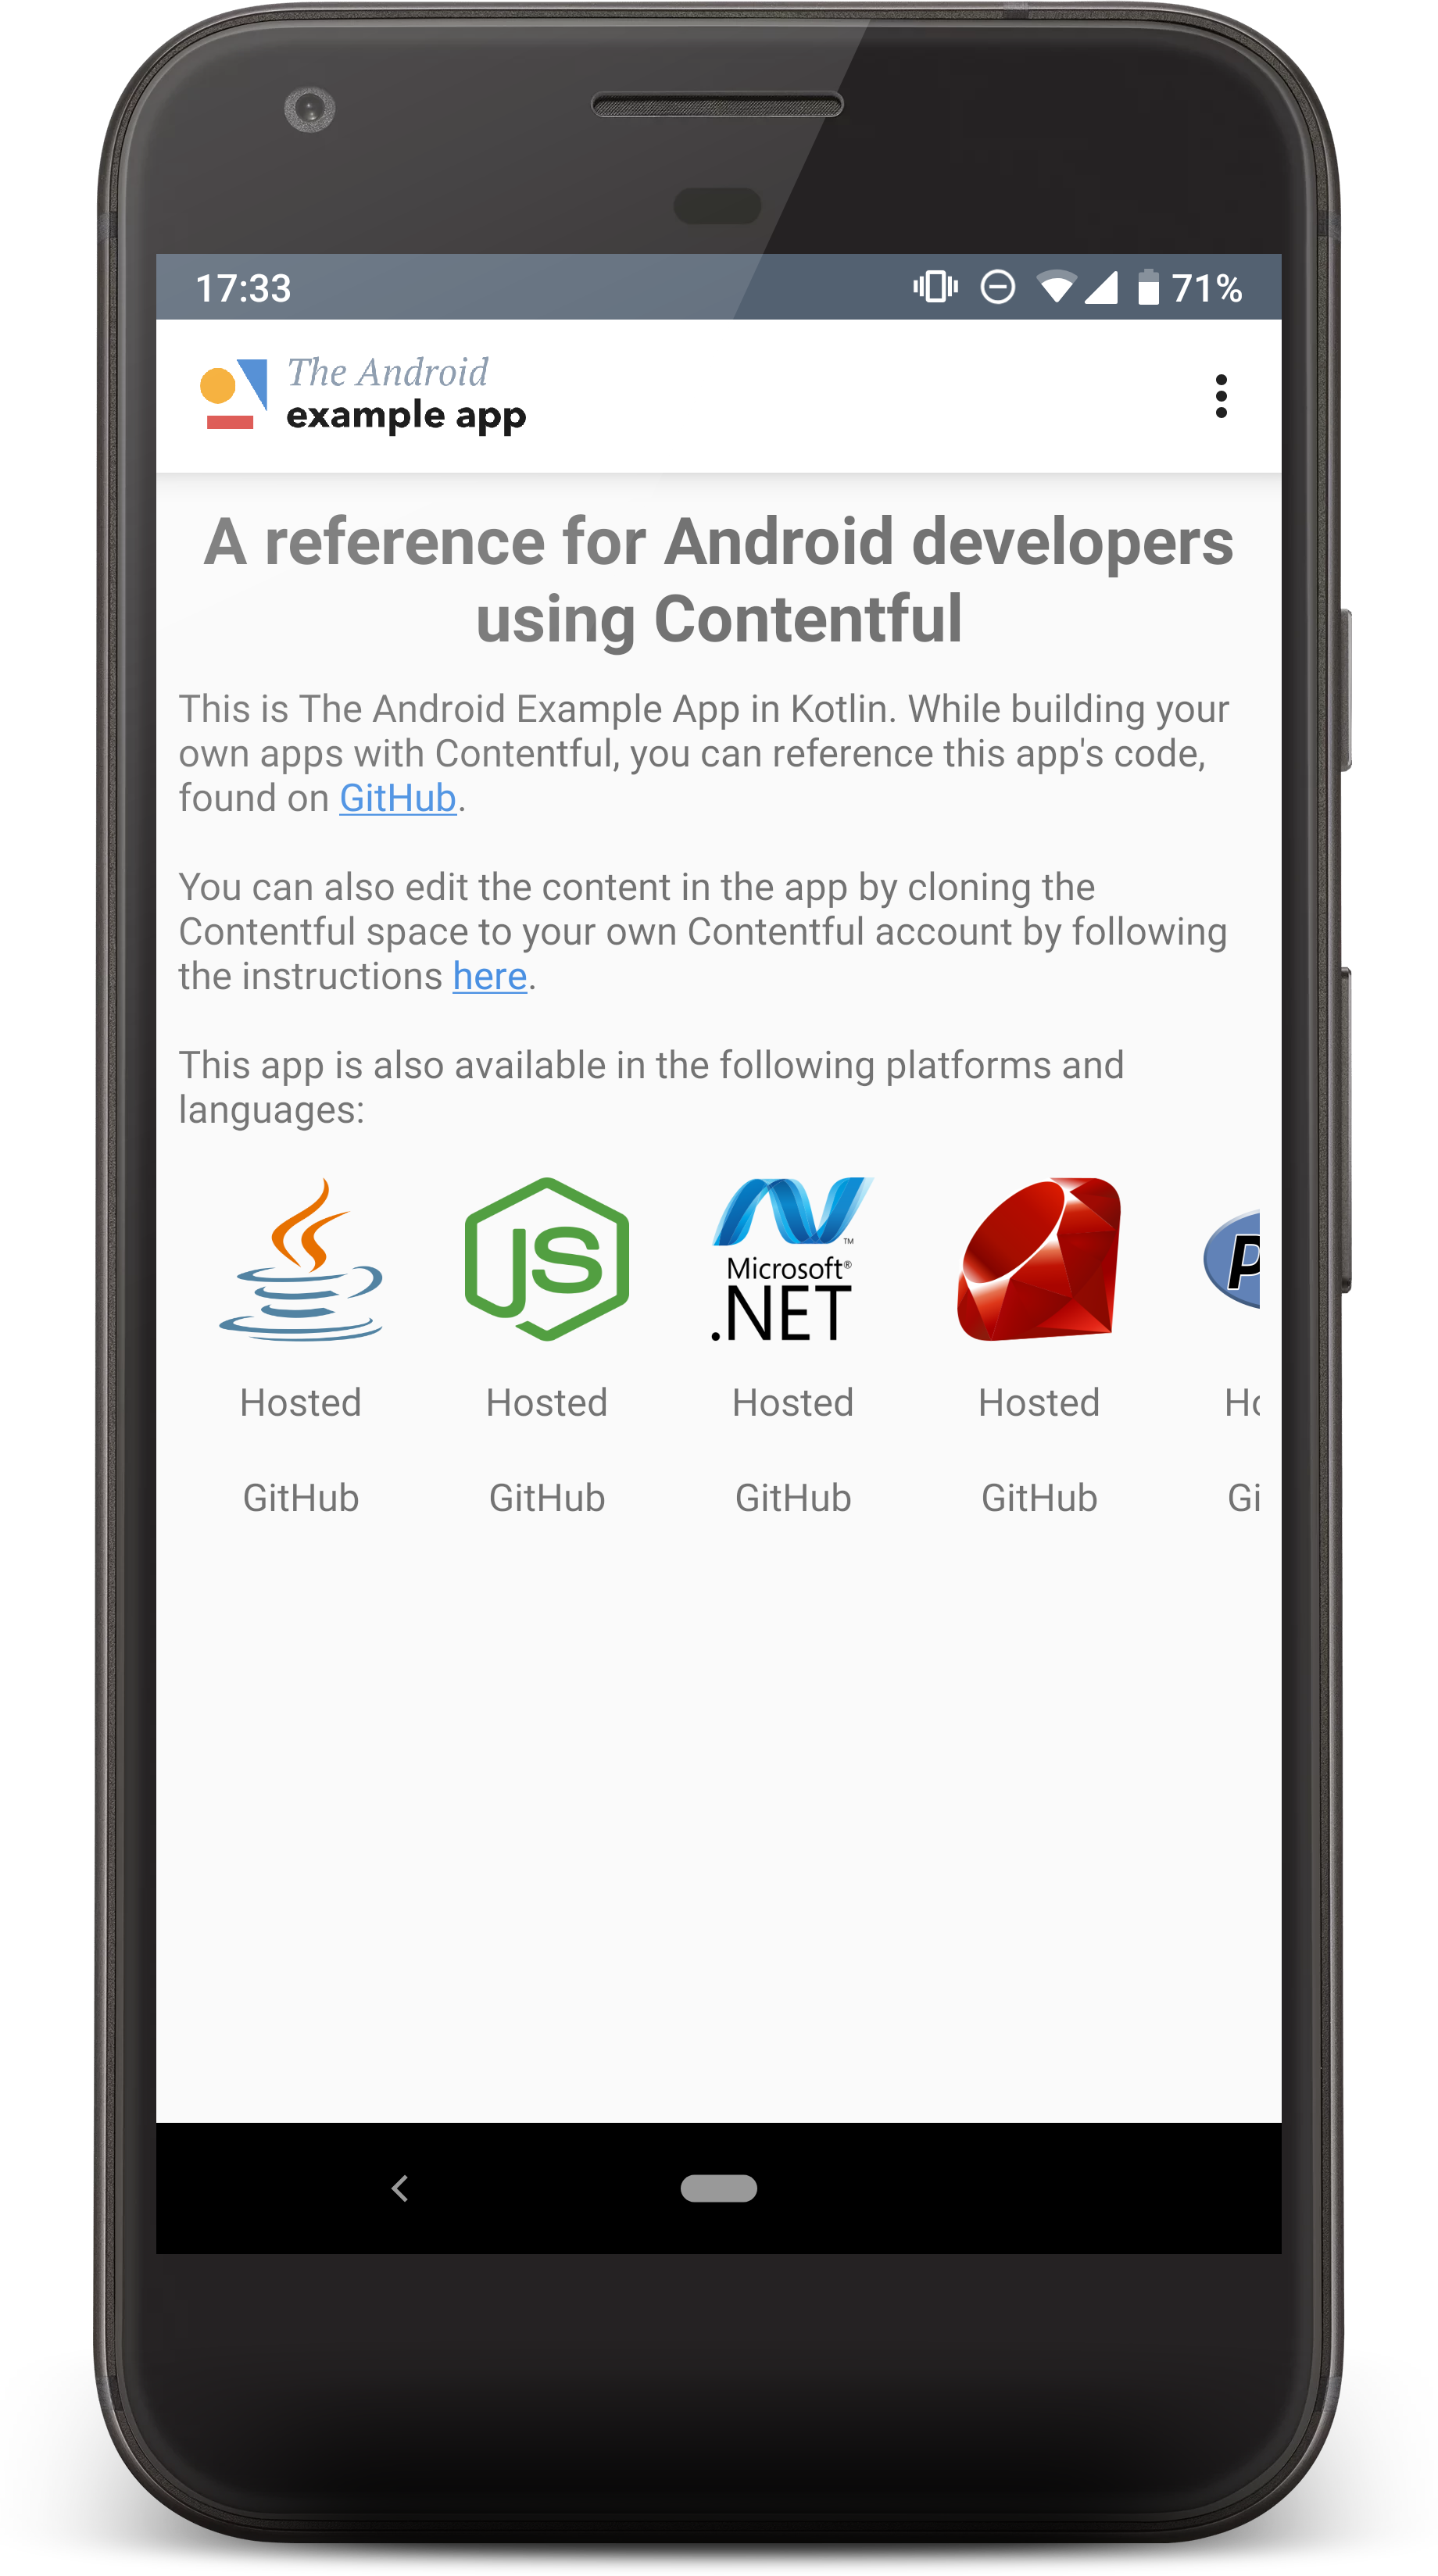 17:33 71%
The Android
example app
A reference for Android developers
using Contentful
This is The Android Example App in Kotlin. While building your
own apps with Contentful, you can reference this app's code,
found on GitHub.
You can also edit the content in the app by cloning the
Contentful space to your own Contentful account by following
the instructions here.
This app is also available in the following platforms and
languages:
JS
TM
Microsoft®
.NET
P
Hosted Hosted Hosted Hosted Ho
GitHub GitHub GitHub GitHub Gi